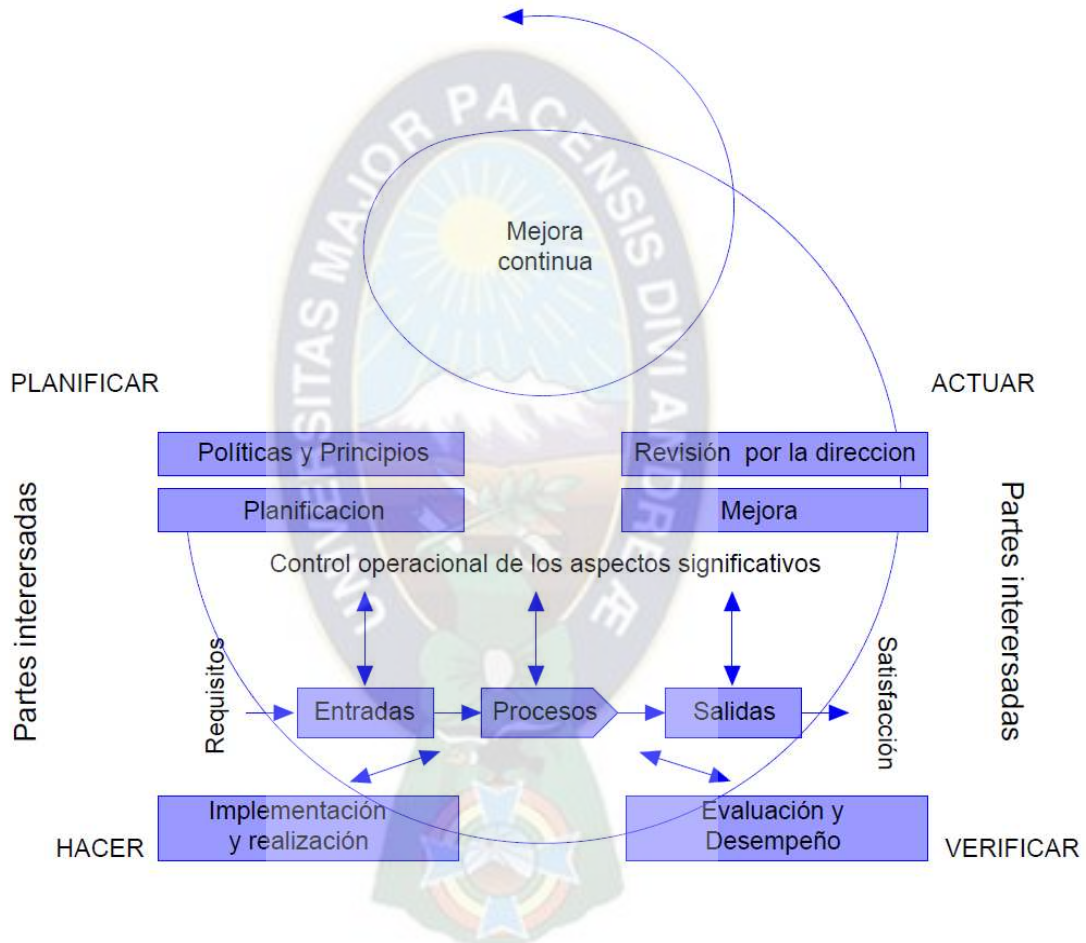 UNIVERSITAS MAJOR PACENSIS DIVI ANDREÆ
Mejora
continua
PLANIFICAR
ACTUAR
Políticas y Principios
Revisión por la direccion
Planificacion
Mejora
Partes interersadas
Partes interersadas
Control operacional de los aspectos significativos
Requisitos
Entradas
Procesos
Salidas
Satisfacción
Implementación
y realización
Evaluación y
Desempeño
HACER
VERIFICAR